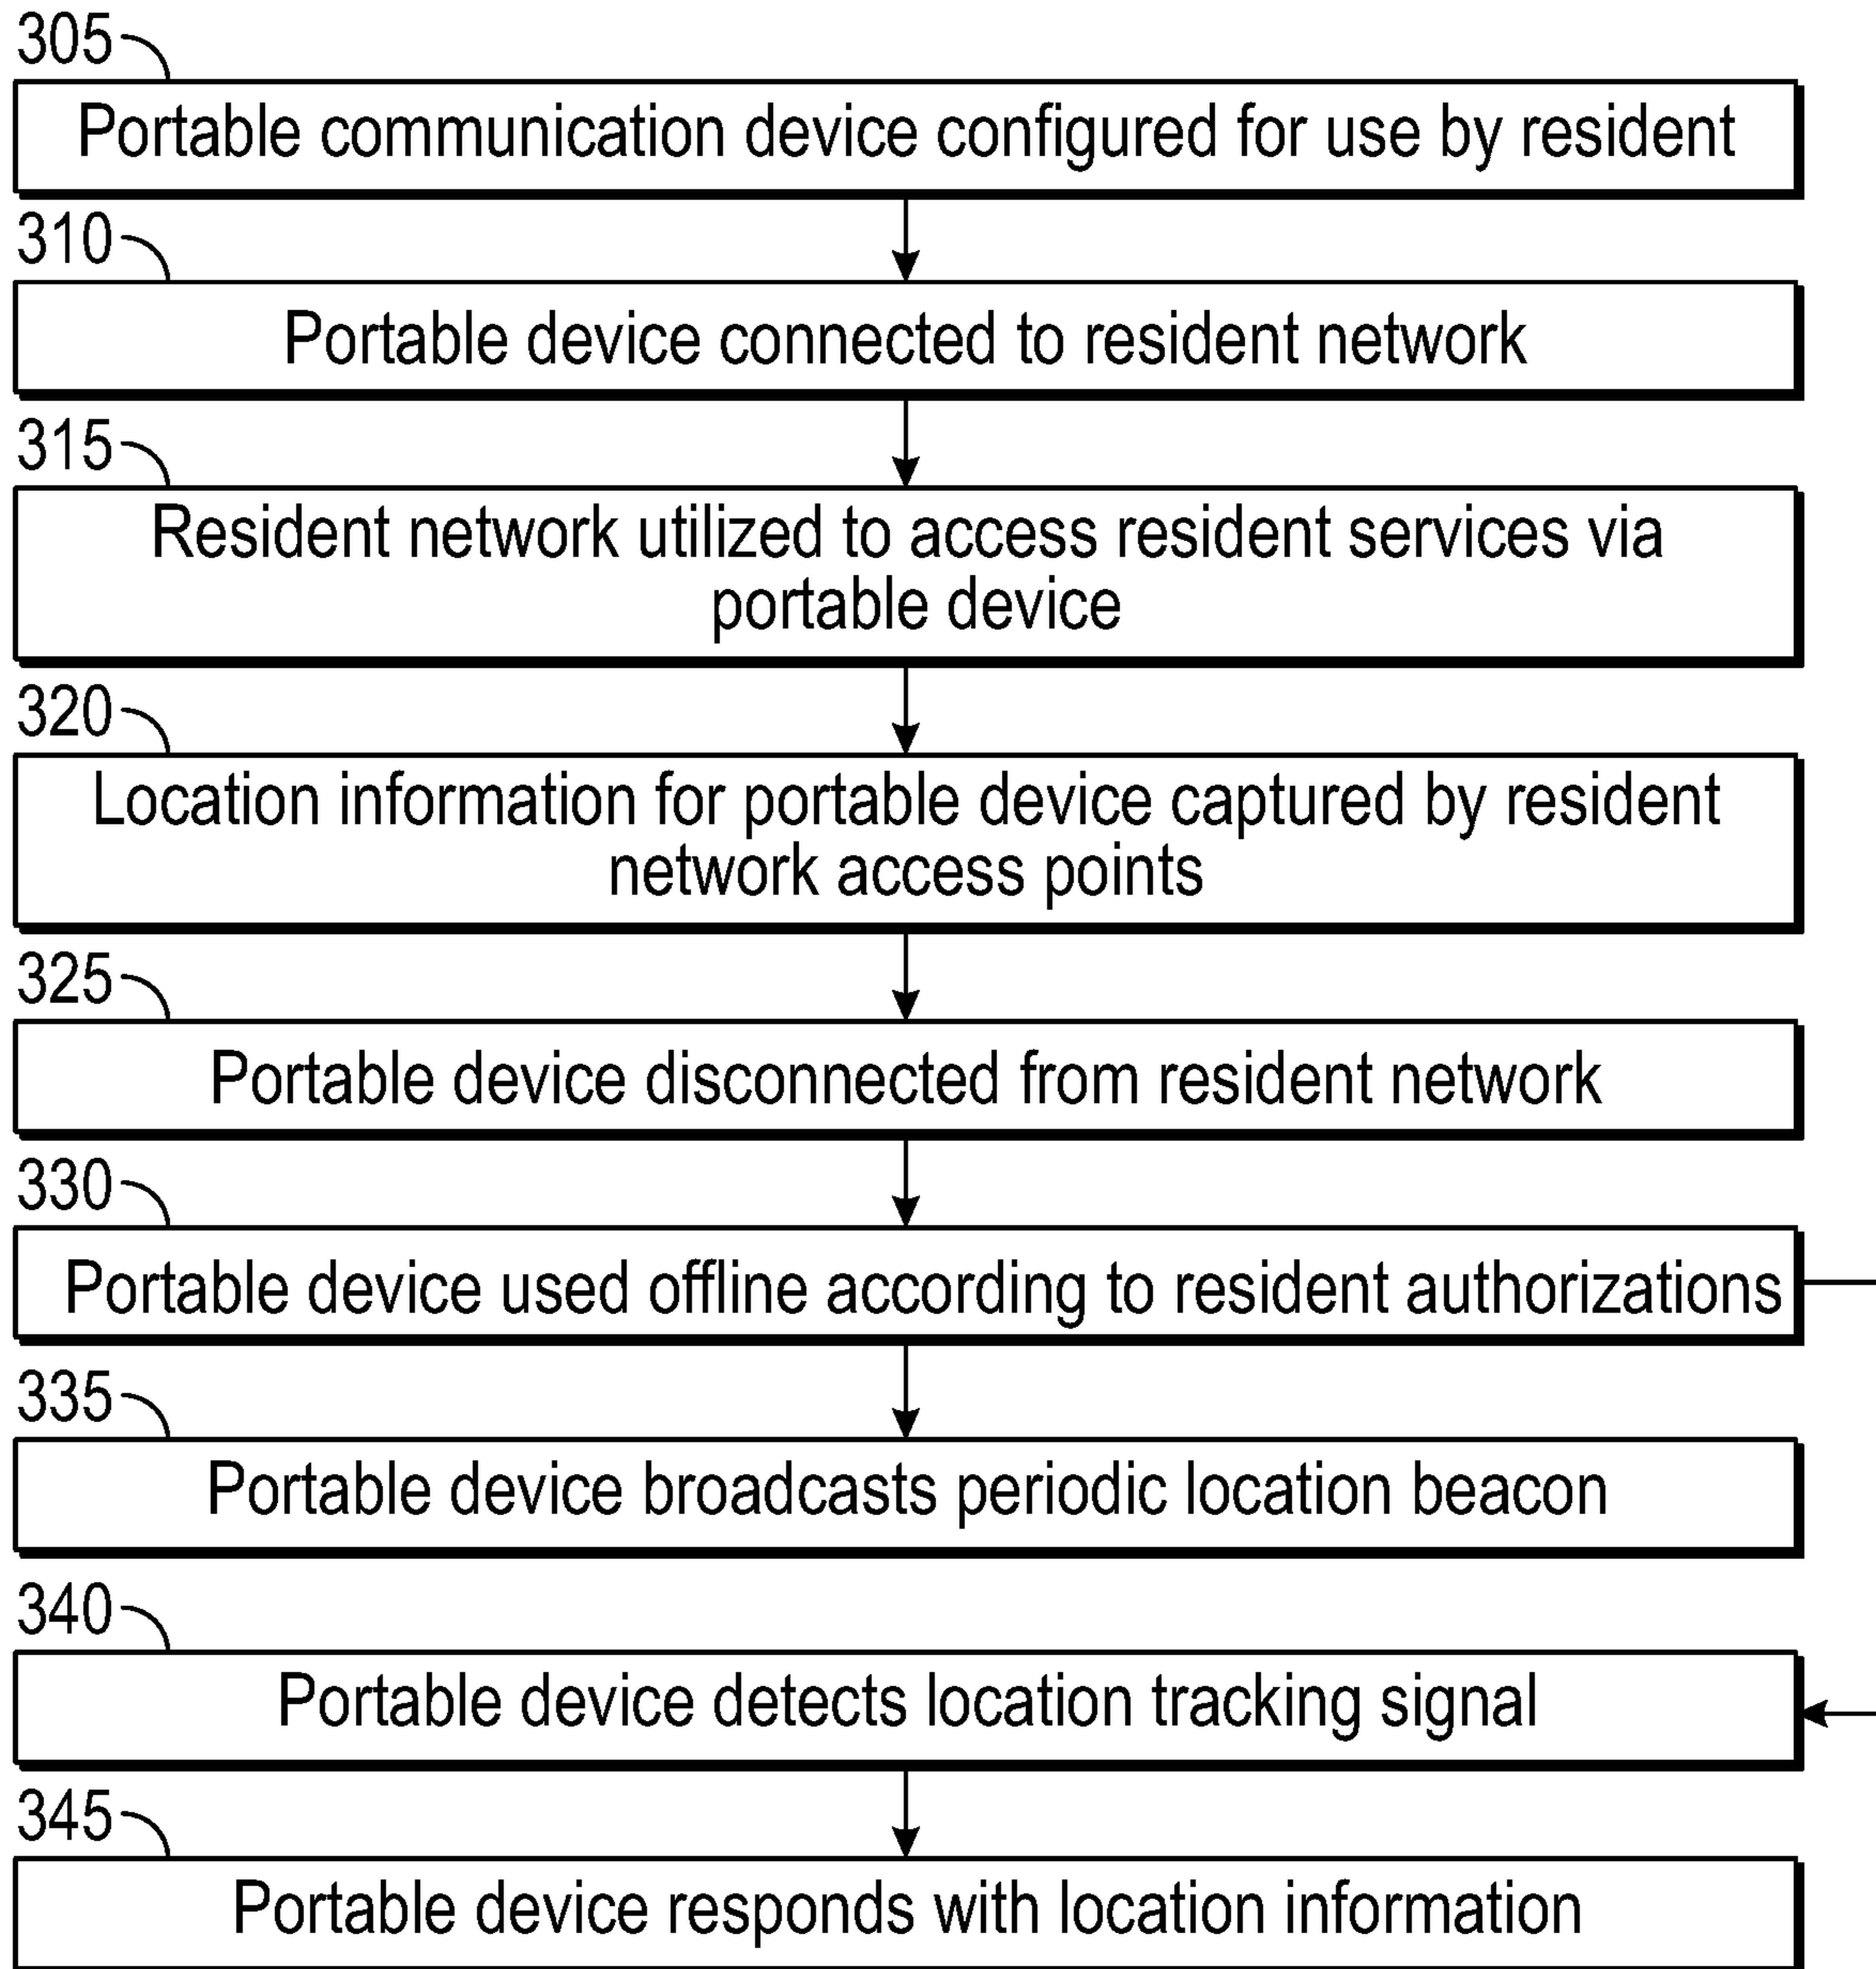 305
Portable communication device configured for use by resident
310
Portable device connected to resident network
315
Resident network utilized to access resident services via
portable device
320
Location information for portable device captured by resident
network access points
325
Portable device disconnected from resident network
330
Portable device used offline according to resident authorizations
335
Portable device broadcasts periodic location beacon
340
Portable device detects location tracking signal
345
Portable device responds with location information